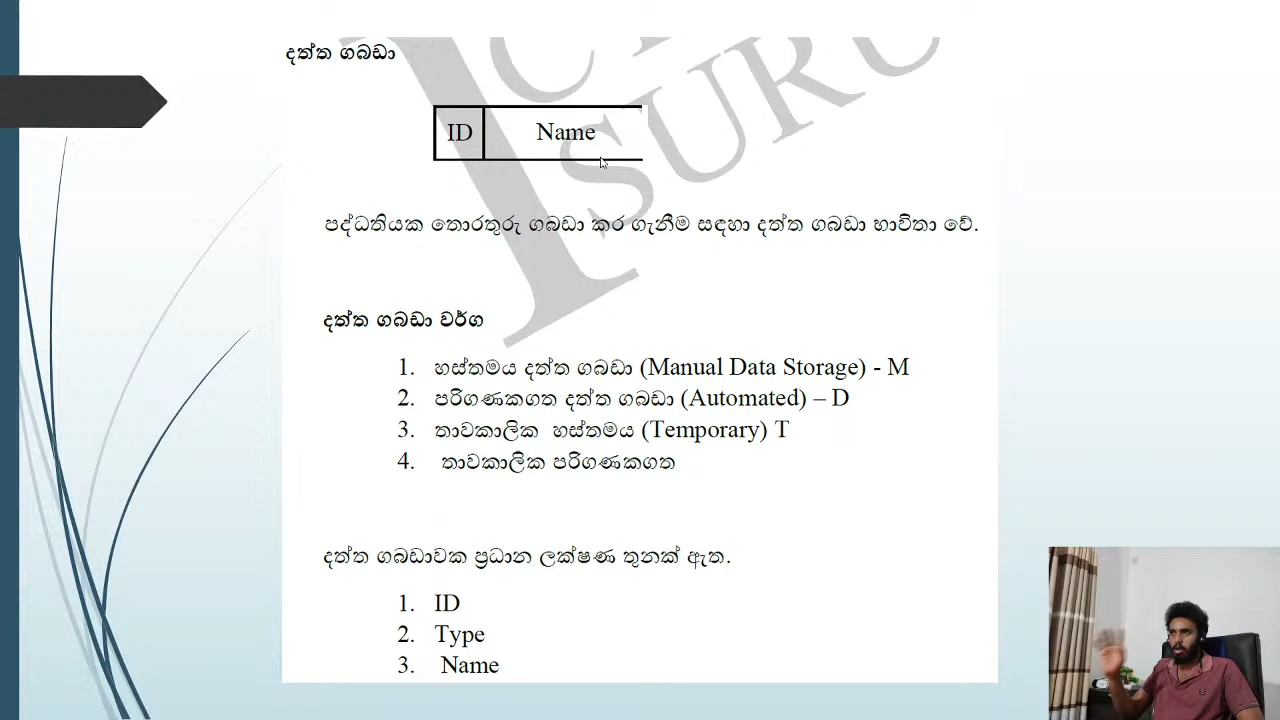 දත්ත ගබඩා
ID Name
පද්ධතියක තොරතුරු ගබඩා කර ගැනීම සඳහා දත්ත ගබඩා භාවිතා වේ.
දත්ත ගබඩා වර්ග
1. හස්තමය දත්ත ගබඩා (Manual Data Storage) - M
2. පරිගණකගත දත්ත ගබඩා (Automated) – D
3. තාවකාලික හස්තමය (Temporary) T
4. තාවකාලික පරිගණකගත
දත්ත ගබඩාවක ප්‍රධාන ලක්ෂණ තුනක් ඇත.
1. ID
2. Type
3. Name